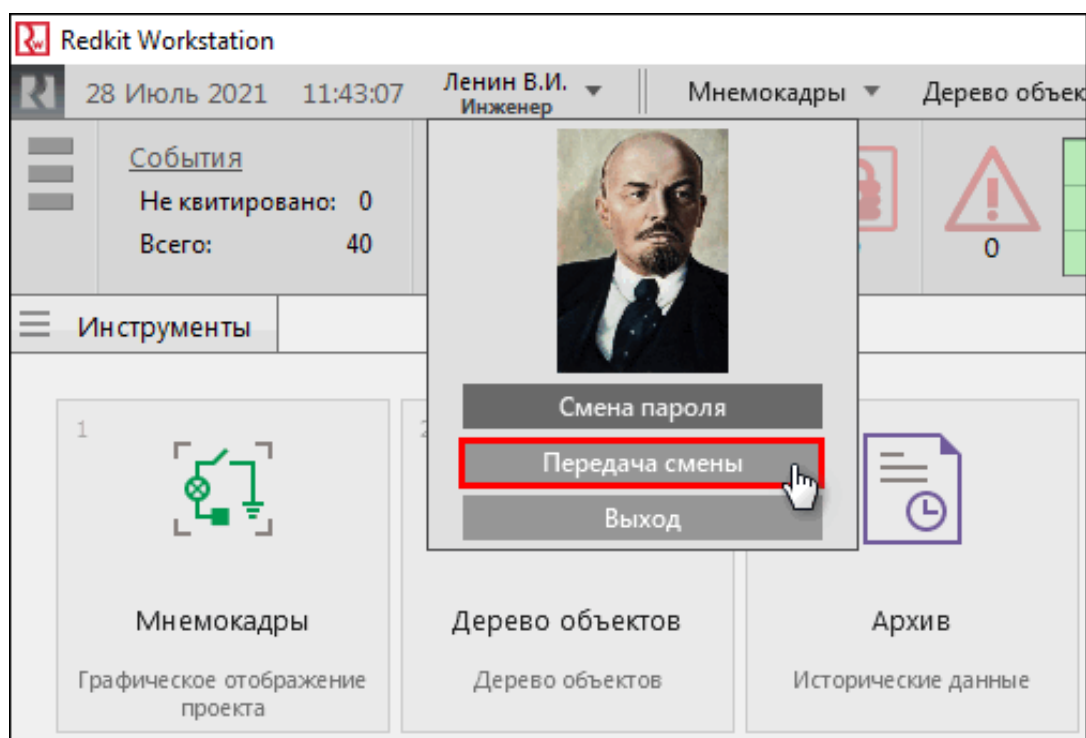 Redkit Workstation
28 Июль 2021 11:43:07 Ленин В.И. Мнемокадры Дерево объек
Инженер
События
Не квитировано: 0
Всего: 40
0
Инструменты
Смена пароля
Передача смены
Выход
1
Мнемокадры
Графическое отображение
проекта
Дерево объектов
Дерево объектов
Архив
Исторические данные